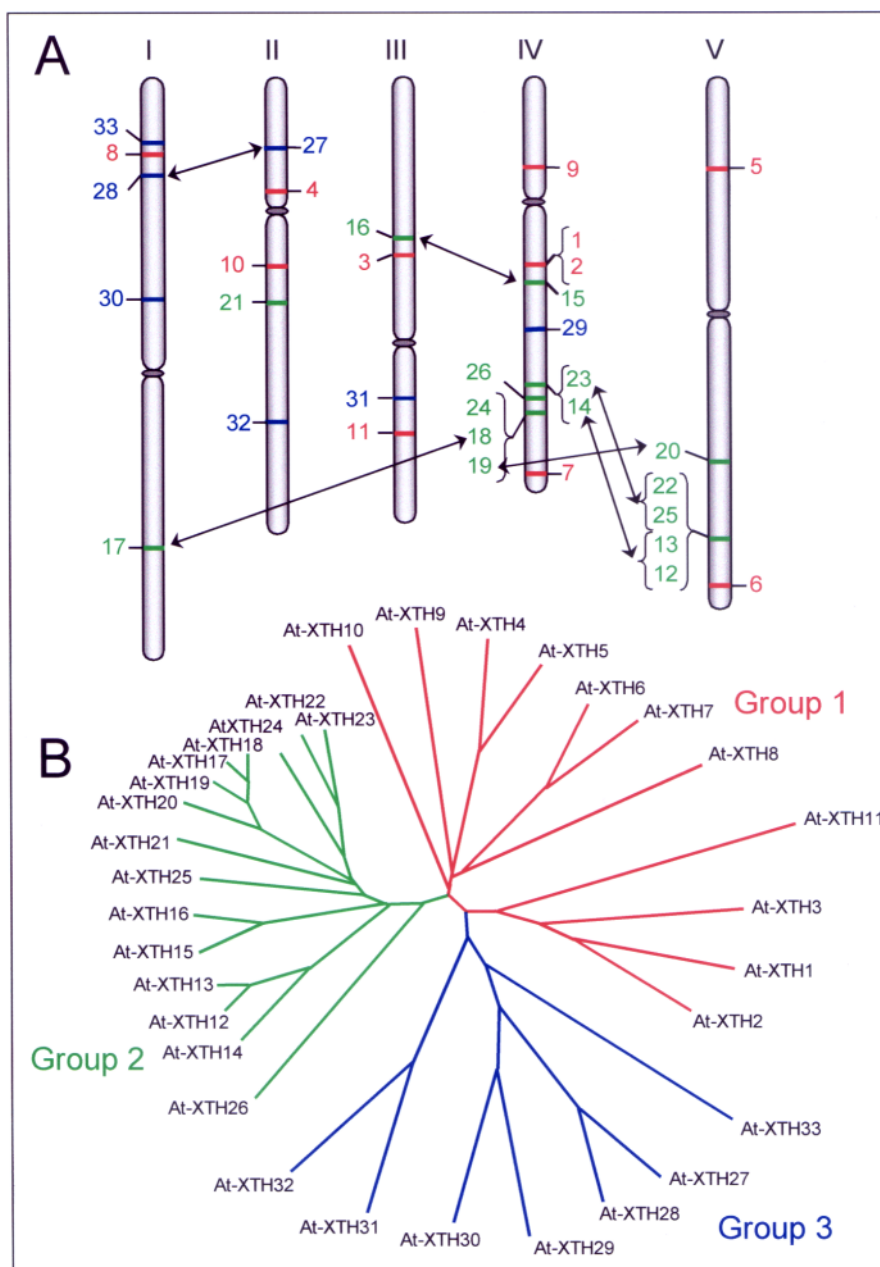 A
I II III IV V
33
8
28
30
17
27
4
10
21
32
16
3
31
11
9
1
2
15
29
26
24
18
19
23
14
7
5
20
22
25
13
12
6
B
At-XTH10
At-XTH9
At-XTH4
At-XTH5
At-XTH6
At-XTH7
Group 1
At-XTH8
At-XTH11
At-XTH3
At-XTH1
At-XTH2
At-XTH22
At-XTH23
AtXTH24
At-XTH18
At-XTH17
At-XTH19
At-XTH20
At-XTH21
At-XTH25
At-XTH16
At-XTH15
At-XTH13
At-XTH12
At-XTH14
Group 2
At-XTH26
At-XTH33
At-XTH27
At-XTH28
At-XTH29
At-XTH30
At-XTH31
At-XTH32
Group 3